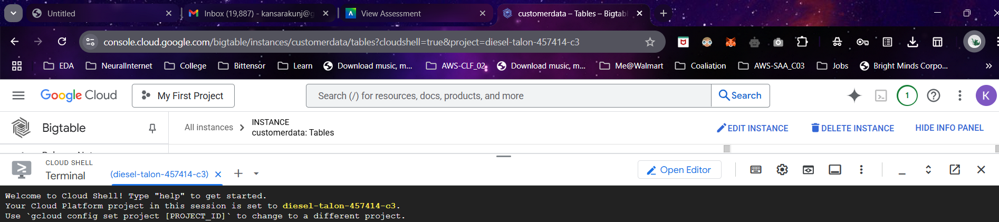 Untitled
Inbox (19,887) - kansarakunj@g
View Assessment
customerdata – Tables – Bigtabl
console.cloud.google.com/bigtable/instances/customerdata/tables?cloudshell=true&project=diesel-talon-457414-c3
EDA
NeuralInternet
College
Bittensor
Learn
Download music, m...
AWS-CLF_02
Download music, m...
Me@Walmart
Coaliation
AWS-SAA_C03
Jobs
Bright Minds Corpo...
Google Cloud
My First Project
Search (/) for resources, docs, products, and more
Search
1
K
Bigtable
All instances
INSTANCE
customerdata: Tables
EDIT INSTANCE
DELETE INSTANCE
HIDE INFO PANEL
CLOUD SHELL
Terminal
(diesel-talon-457414-c3)
Open Editor
Welcome to Cloud Shell! Type "help" to get started.
Your Cloud Platform project in this session is set to diesel-talon-457414-c3.
Use `gcloud config set project [PROJECT_ID]` to change to a different project.